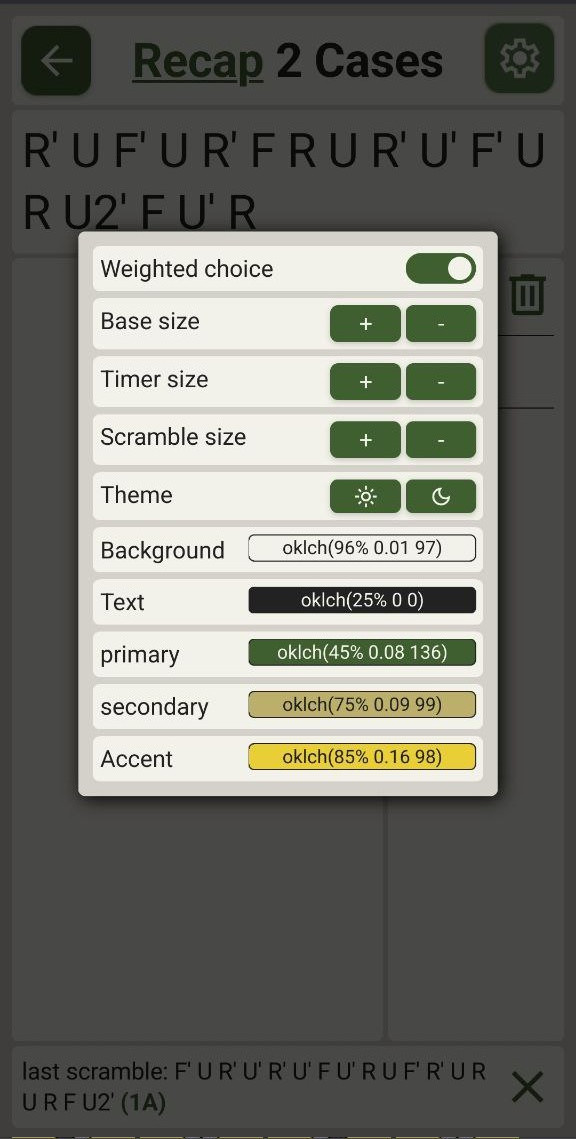 Recap 2 Cases
R' U F' U R' F R U R' U' F' U
R U2' F U' R
Weighted choice
Base size + -
Timer size + -
Scramble size + -
Theme
Background oklch(96% 0.01 97)
Text oklch(25% 0 0)
primary oklch(45% 0.08 136)
secondary oklch(75% 0.09 99)
Accent oklch(85% 0.16 98)
last scramble: F' U R' U' R' U' F U' R U F' R' U R
U R F U2' (1A)